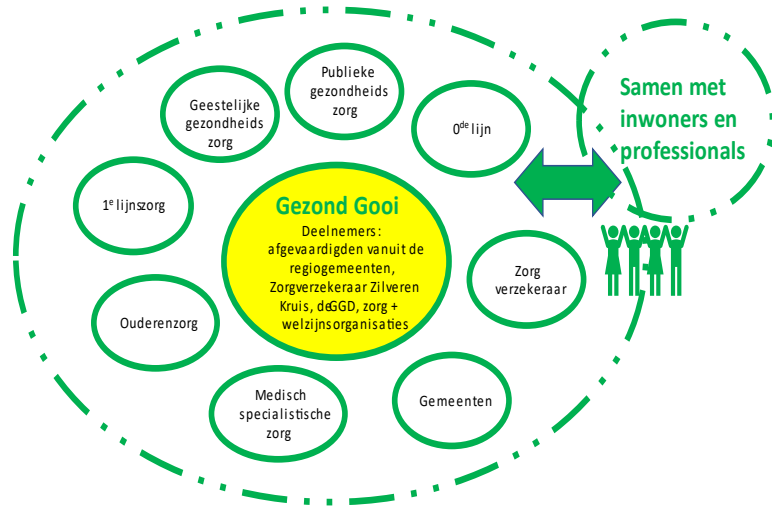 Publieke
gezondheids
zorg
Geestelijke
gezondheids
zorg
0de lijn
Samen met
inwoners en
professionals
1e lijnszorg
Gezond Gooi
Deelnemers:
afgevaardigden vanuit de
regiogemeenten,
Zorgverzekeraar Zilveren
Kruis, deGGD, zorg +
welzijnsorganisaties
Zorg
verzekeraar
Ouderenzorg
Medisch
specialistische
zorg
Gemeenten